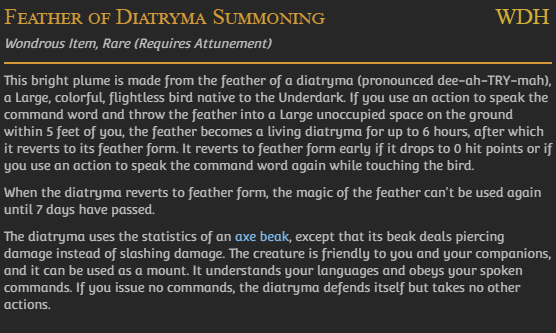 Feather of Diatryma Summoning WDH
Wondrous Item, Rare (Requires Attunement)
This bright plume is made from the feather of a diatryma (pronounced dee-ah-TRY-mah),
a Large, colorful, flightless bird native to the Underdark. If you use an action to speak the
command word and throw the feather into a Large unoccupied space on the ground
within 5 feet of you, the feather becomes a living diatryma for up to 6 hours, after which
it reverts to its feather form. It reverts to feather form early if it drops to 0 hit points or if
you use an action to speak the command word again while touching the bird.
When the diatryma reverts to feather form, the magic of the feather can't be used again
until 7 days have passed.
The diatryma uses the statistics of an axe beak, except that its beak deals piercing
damage instead of slashing damage. The creature is friendly to you and your companions,
and it can be used as a mount. It understands your languages and obeys your spoken
commands. If you issue no commands, the diatryma defends itself but takes no other
actions.